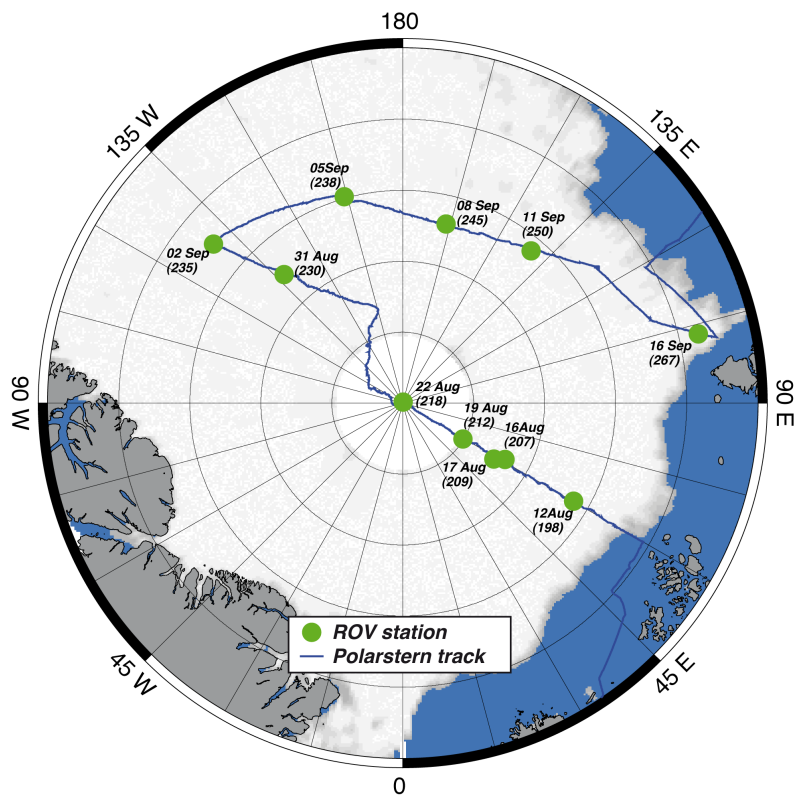 180
135 W
135 E
05Sep
(238)
08 Sep
(245)
11 Sep
(250)
02 Sep
(235)
31 Aug
(230)
16 Sep
(267)
90 W
90 E
22 Aug
(218)
19 Aug
(212)
16Aug
(207)
17 Aug
(209)
12Aug
(198)
ROV station
Polarstern track
45 W
45 E
0